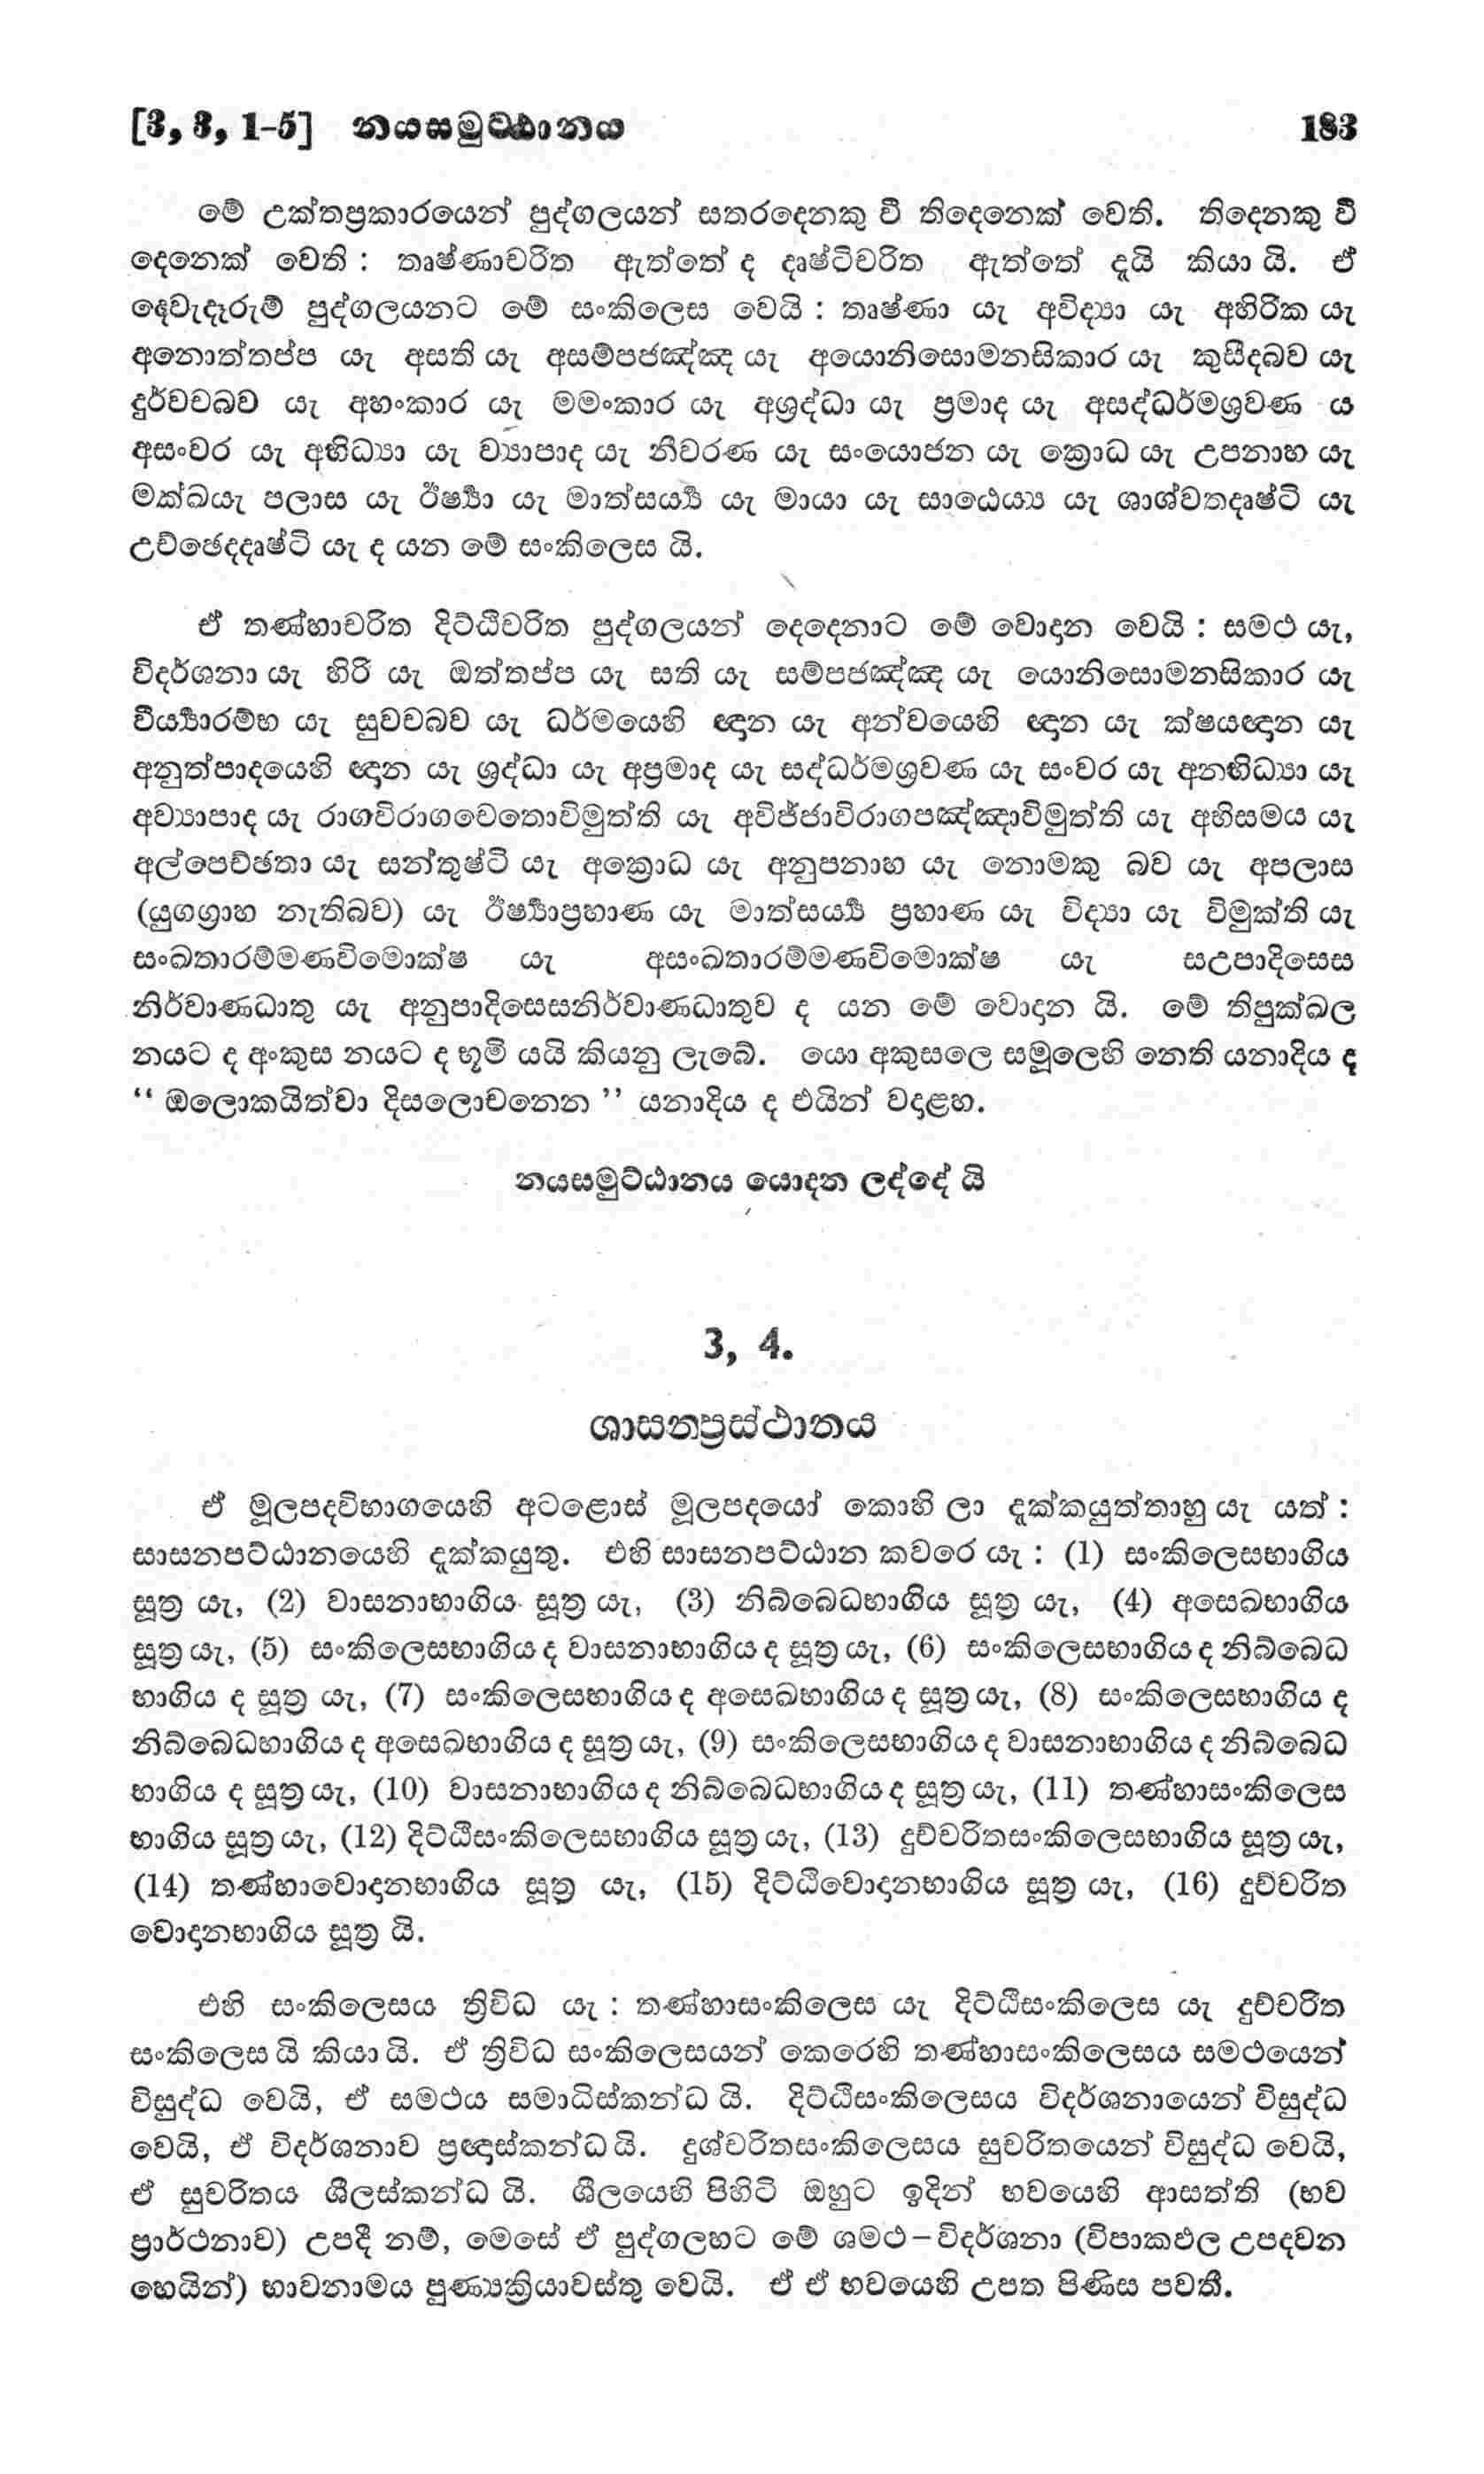 [3, 3, 1-5] නයසමුට්ඨානය 183
මේ උක්තප්‍රකාරයෙන් පුද්ගලයන් සතරදෙනකු වී තිදෙනෙක් වෙති. තිදෙනකු වී
දෙනෙක් වෙති : තෘෂ්ණාචරිත ඇත්තේ ද දෘෂ්ටිචරිත ඇත්තේ දැයි කියා යි. ඒ
දෙවැදෑරුම් පුද්ගලයනට මේ සංකිලෙස වෙයි : තෘෂ්ණා යැ අවිද්‍යා යැ අහිරික යැ
අනොත්තප්ප යැ අසති යැ අසම්පජඤ්ඤ යැ අයොනිසොමනසිකාර යැ කුසීදබව යැ
දුර්වචබව යැ අහංකාර යැ මමංකාර යැ අශ්‍රද්ධා යැ ප්‍රමාද යැ අසද්ධර්මශ්‍රවණ ය
අසංවර යැ අභිධ්‍යා යැ ව්‍යාපාද යැ නීවරණ යැ සංයොජන යැ ක්‍රොධ යැ උපනාහ යැ
මක්ඛයැ පලාස යැ ඊර්ෂ්‍යා යැ මාත්සර්‍ය්‍ය යැ මායා යැ සාඨෙය්‍ය යැ ශාශ්වතදෘෂ්ටි යැ
උච්ඡෙදදෘෂ්ටි යැ ද යන මේ සංකිලෙස යි.
ඒ තණ්හාචරිත දිට්ඨිචරිත පුද්ගලයන් දෙදෙනාට මේ වොදාන වෙයි : සමථ යැ,
විදර්ශනා යැ හිරි යැ ඔත්තප්ප යැ සති යැ සම්පජඤ්ඤ යැ යොනිසොමනසිකාර යැ
වීර්‍ය්‍යාරම්භ යැ සුවචබව යැ ධර්මයෙහි ඥාන යැ අන්වයෙහි ඥාන යැ ක්ෂයඥාන යැ
අනුත්පාදයෙහි ඥාන යැ ශ්‍රද්ධා යැ අප්‍රමාද යැ සද්ධර්මශ්‍රවණ යැ සංවර යැ අනභිධ්‍යා යැ
අව්‍යාපාද යැ රාගවිරාගචෙතොවිමුත්ති යැ අවිජ්ජාවිරාගපඤ්ඤාවිමුත්ති යැ අභිසමය යැ
අල්පෙච්ඡතා යැ සන්තුෂ්ටි යැ අක්‍රොධ යැ අනුපනාහ යැ නොමකු බව යැ අපලාස
(යුගග්‍රාහ නැතිබව) යැ ඊර්ෂ්‍යාප්‍රහාණ යැ මාත්සර්‍ය්‍ය ප්‍රහාණ යැ විද්‍යා යැ විමුක්ති යැ
සංඛතාරම්මණවිමොක්ෂ යැ අසංඛතාරම්මණවිමොක්ෂ යැ සඋපාදිසෙස
නිර්වාණධාතු යැ අනුපාදිසෙසනිර්වාණධාතුව ද යන මේ වොදාන යි. මේ තිපුක්ඛල
නයට ද අංකුස නයට ද භූමි යයි කියනු ලැබේ. යො අකුසලෙ සමූලෙහි නෙති යනාදිය ද
“ ඔලොකයිත්වා දිසලොචනෙන ” යනාදිය ද එයින් වදාළහ.
නයසමුට්ඨානය යොදන ලද්දේ යි
3, 4.
ශාසනප්‍රස්ථානය
ඒ මූලපදවිභාගයෙහි අටළොස් මූලපදයෝ කොහි ලා දැක්කයුත්තාහු යැ යත් :
සාසනපට්ඨානයෙහි දැක්කයුතු. එහි සාසනපට්ඨාන කවරෙ යැ : (1) සංකිලෙසභාගිය
සූත්‍ර යැ, (2) වාසනාභාගිය සූත්‍ර යැ, (3) නිබ්බෙධභාගිය සූත්‍ර යැ, (4) අසෙඛභාගිය
සූත්‍ර යැ, (5) සංකිලෙසභාගිය ද වාසනාභාගිය ද සූත්‍ර යැ, (6) සංකිලෙසභාගිය ද නිබ්බෙධ
භාගිය ද සූත්‍ර යැ, (7) සංකිලෙසභාගිය ද අසෙඛභාගිය ද සූත්‍ර යැ, (8) සංකිලෙසභාගිය ද
නිබ්බෙධභාගිය ද අසෙඛභාගිය ද සූත්‍ර යැ, (9) සංකිලෙසභාගිය ද වාසනාභාගිය ද නිබ්බෙධ
භාගිය ද සූත්‍ර යැ, (10) වාසනාභාගිය ද නිබ්බෙධභාගිය ද සූත්‍ර යැ, (11) තණ්හාසංකිලෙස
භාගිය සූත්‍ර යැ, (12) දිට්ඨිසංකිලෙසභාගිය සූත්‍ර යැ, (13) දුච්චරිතසංකිලෙසභාගිය සූත්‍ර යැ,
(14) තණ්හාවොදානභාගිය සූත්‍ර යැ, (15) දිට්ඨිවොදානභාගිය සූත්‍ර යැ, (16) දුච්චරිත
වොදානභාගිය සූත්‍ර යි.
එහි සංකිලෙසය ත්‍රිවිධ යැ : තණ්හාසංකිලෙස යැ දිට්ඨිසංකිලෙස යැ දුච්චරිත
සංකිලෙස යි කියා යි. ඒ ත්‍රිවිධ සංකිලෙසයන් කෙරෙහි තණ්හාසංකිලෙසය සමථයෙන්
විසුද්ධ වෙයි, ඒ සමථය සමාධිස්කන්ධ යි. දිට්ඨිසංකිලෙසය විදර්ශනායෙන් විසුද්ධ
වෙයි, ඒ විදර්ශනාව ප්‍රඥාස්කන්ධ යි. දුශ්චරිතසංකිලෙසය සුචරිතයෙන් විසුද්ධ වෙයි,
ඒ සුචරිතය ශීලස්කන්ධ යි. ශීලයෙහි පිහිටි ඔහුට ඉදින් භවයෙහි ආසත්ති (භව
ප්‍රාර්ථනාව) උපදී නම්, මෙසේ ඒ පුද්ගලහට මේ ශමථ – විදර්ශනා (විපාකඵල උපදවන
හෙයින්) භාවනාමය පුණ්‍යක්‍රියාවස්තු වෙයි. ඒ ඒ භවයෙහි උපත පිණිස පවතී.